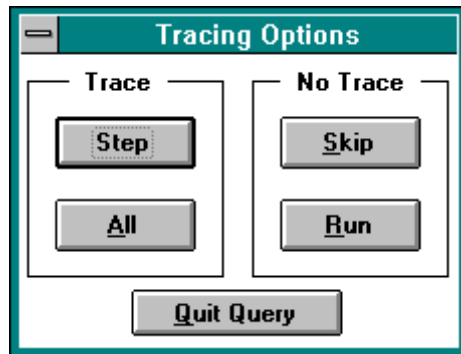 Tracing Options
Trace
Step
All
No Trace
Skip
Run
Quit Query